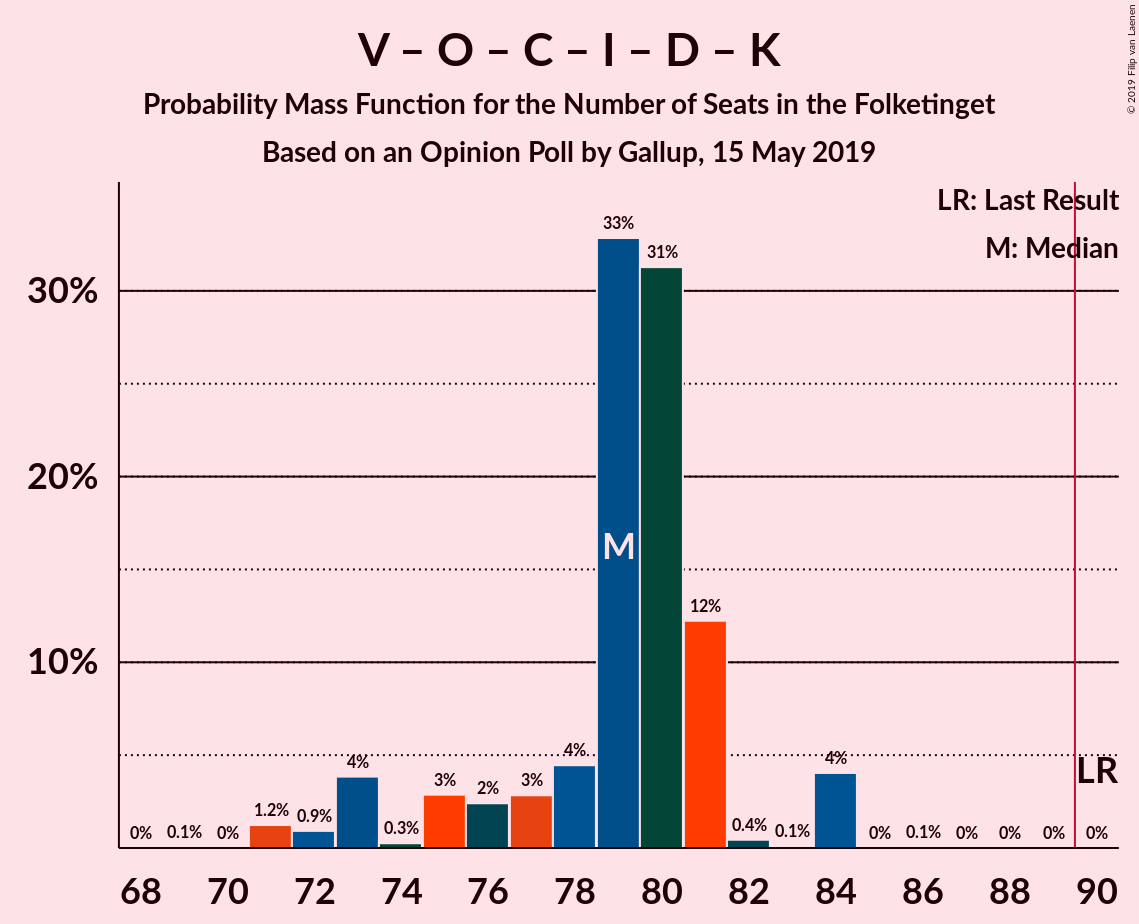 V – O – C – I – D – K
Probability Mass Function for the Number of Seats in the Folketinget
Based on an Opinion Poll by Gallup, 15 May 2019
© 2019 Filip van Laenen
LR: Last Result
M: Median
30%
20%
10%
0%
0.1%
0%
1.2%
0.9%
4%
0.3%
3%
2%
3%
4%
33%
31%
12%
0.4%
0.1%
4%
0%
0.1%
0%
0%
0%
0%
M
LR
68 70 72 74 76 78 80 82 84 86 88 90